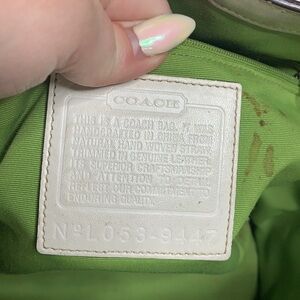 COACH
THIS IS A COACH BAG. IT WAS
HANDCRAFTED IN CHINA FROM
NATURAL HAND WOVEN STRAW
TRIMMED IN GENUINE LEATHER.
ITS SUPERIOR CRAFTSMANSHIP
AND ATTENTION TO DETAIL
REFLECT OUR COMMITMENT TO
ENDURING QUALITY.
Nº L053-9447